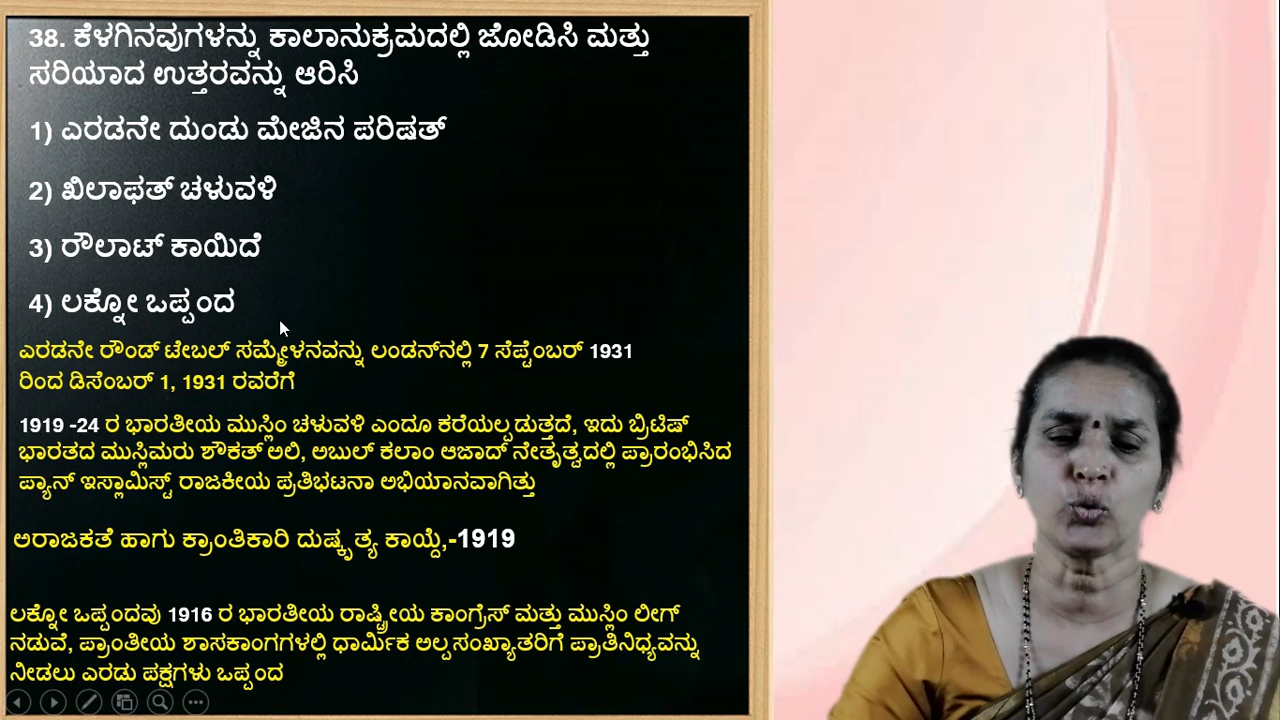 38. ಕೆಳಗಿನವುಗಳನ್ನು ಕಾಲಾನುಕ್ರಮದಲ್ಲಿ ಜೋಡಿಸಿ ಮತ್ತು
ಸರಿಯಾದ ಉತ್ತರವನ್ನು ಆರಿಸಿ
1) ಎರಡನೇ ದುಂಡು ಮೇಜಿನ ಪರಿಷತ್
2) ಖಿಲಾಫತ್ ಚಳುವಳಿ
3) ರೌಲಾಟ್ ಕಾಯಿದೆ
4) ಲಕ್ನೋ ಒಪ್ಪಂದ
ಎರಡನೇ ರೌಂಡ್ ಟೇಬಲ್ ಸಮ್ಮೇಳನವನ್ನು ಲಂಡನ್‌ನಲ್ಲಿ 7 ಸೆಪ್ಟೆಂಬರ್ 1931
ರಿಂದ ಡಿಸೆಂಬರ್ 1, 1931 ರವರೆಗೆ
1919 -24 ರ ಭಾರತೀಯ ಮುಸ್ಲಿಂ ಚಳುವಳಿ ಎಂದೂ ಕರೆಯಲ್ಪಡುತ್ತದೆ, ಇದು ಬ್ರಿಟಿಷ್
ಭಾರತದ ಮುಸ್ಲಿಮರು ಶೌಕತ್ ಅಲಿ, ಅಬುಲ್ ಕಲಾಂ ಆಜಾದ್ ನೇತೃತ್ವದಲ್ಲಿ ಪ್ರಾರಂಭಿಸಿದ
ಪ್ಯಾನ್ ಇಸ್ಲಾಮಿಸ್ಟ್ ರಾಜಕೀಯ ಪ್ರತಿಭಟನಾ ಅಭಿಯಾನವಾಗಿತ್ತು
ಅರಾಜಕತೆ ಹಾಗು ಕ್ರಾಂತಿಕಾರಿ ದುಷ್ಕೃತ್ಯ ಕಾಯ್ದೆ,-1919
ಲಕ್ನೋ ಒಪ್ಪಂದವು 1916 ರ ಭಾರತೀಯ ರಾಷ್ಟ್ರೀಯ ಕಾಂಗ್ರೆಸ್ ಮತ್ತು ಮುಸ್ಲಿಂ ಲೀಗ್
ನಡುವೆ, ಪ್ರಾಂತೀಯ ಶಾಸಕಾಂಗಗಳಲ್ಲಿ ಧಾರ್ಮಿಕ ಅಲ್ಪಸಂಖ್ಯಾತರಿಗೆ ಪ್ರಾತಿನಿಧ್ಯವನ್ನು
ನೀಡಲು ಎರಡು ಪಕ್ಷಗಳು ಒಪ್ಪಂದ